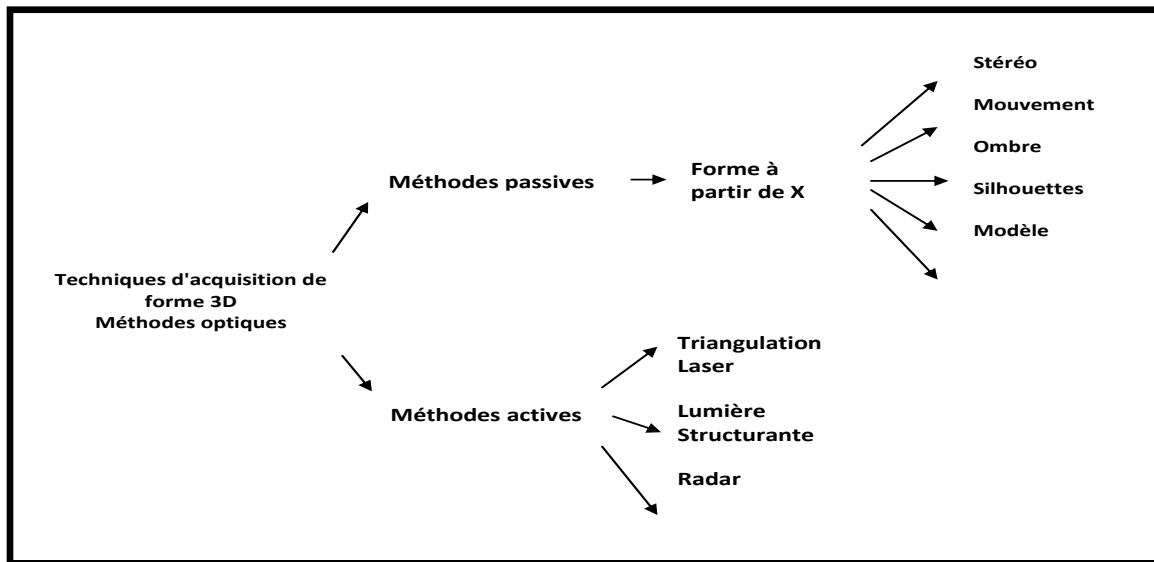 Techniques d'acquisition de
forme 3D
Méthodes optiques
Méthodes passives
Forme à
partir de X
Stéréo
Mouvement
Ombre
Silhouettes
Modèle
Méthodes actives
Triangulation
Laser
Lumière
Structurante
Radar